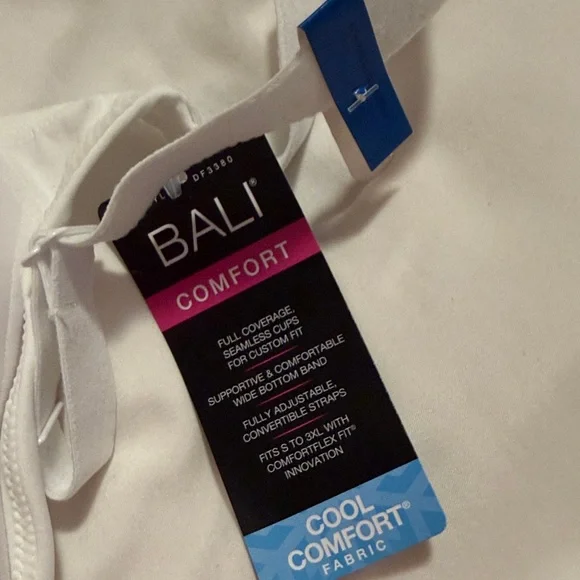 DF3380
BALI®
COMFORT
FULL COVERAGE,
SEAMLESS CUPS
FOR CUSTOM FIT
SUPPORTIVE & COMFORTABLE
WIDE BOTTOM BAND
FULLY ADJUSTABLE,
CONVERTIBLE STRAPS
FITS S TO 3XL WITH
COMFORTFLEX FIT®
INNOVATION
COOL
COMFORT®
FABRIC